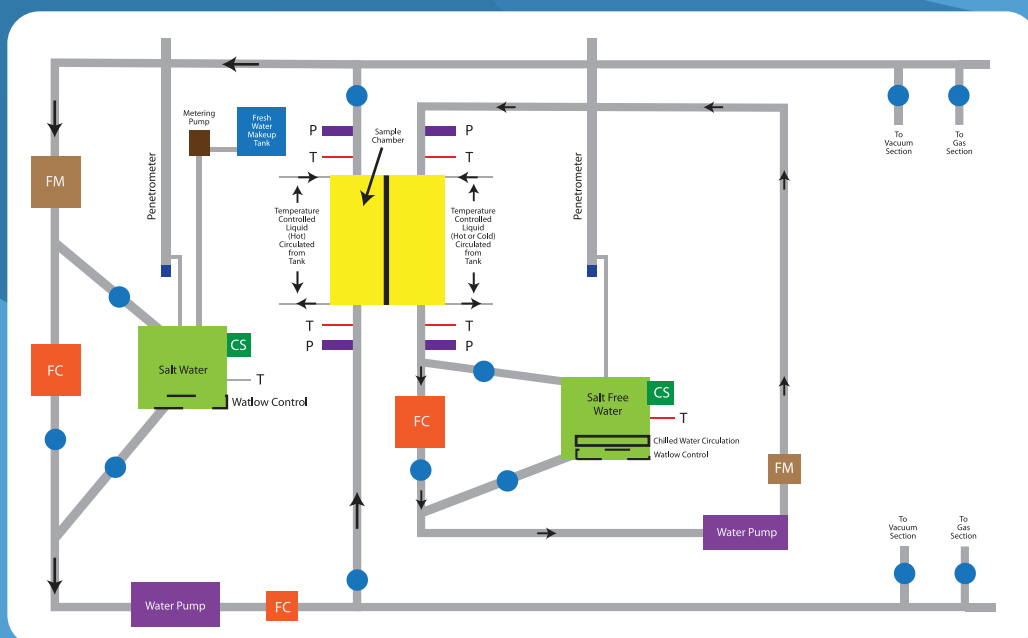 Metering
Pump
Fresh
Water
Makeup
Tank
Penetrometer
P
T
Sample
Chamber
P
T
Penetrometer
To
Vacuum
Section
To
Gas
Section
FM
Temperature
Controlled
Liquid
(Hot)
Circulated
from
Tank
Temperature
Controlled
Liquid
(Hot or Cold)
Circulated
from
Tank
T
P
T
P
FC
Salt Water
CS
T
Watlow Control
FC
Salt Free
Water
CS
T
Chilled Water Circulation
Watlow Control
FM
Water Pump
To
Vacuum
Section
To
Gas
Section
Water Pump
FC